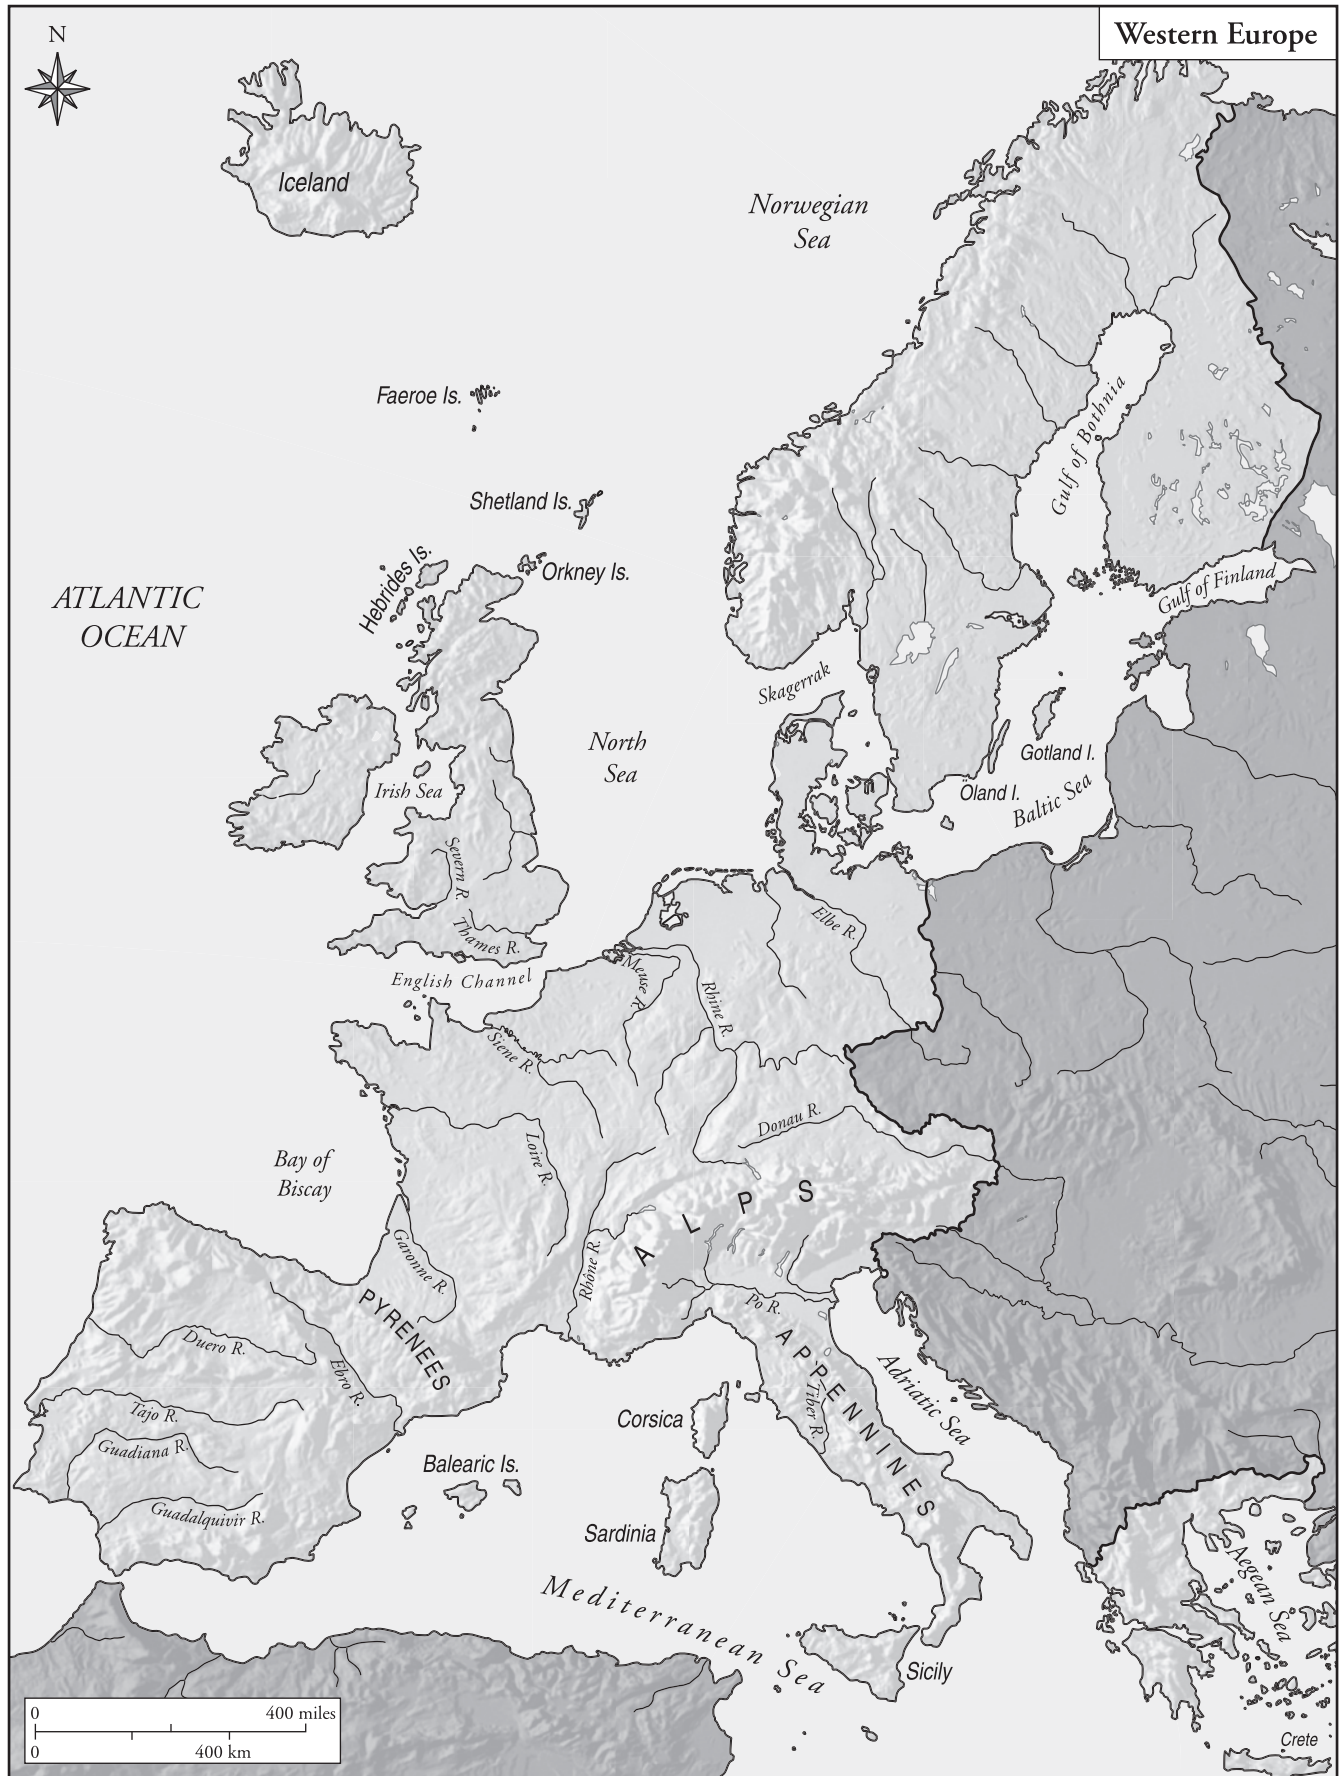 Western Europe
N
Iceland
Norwegian
Sea
Faeroe Is.
Gulf of Bothnia
Shetland Is.
Hebrides Is.
Orkney Is.
Gulf of Finland
ATLANTIC
OCEAN
Skagerrak
North
Sea
Gotland I.
Irish Sea
Öland I.
Baltic Sea
Severn R.
Elbe R.
Thames R.
English Channel
Meuse R.
Rhine R.
Siene R.
Donau R.
Loire R.
Bay of
Biscay
ALPS
Garonne R.
Rhône R.
PYRENEES
Po R.
Duero R.
Ebro R.
APPENNINES
Adriatic Sea
Tiber R.
Tajo R.
Corsica
Guadiana R.
Balearic Is.
Guadalquivir R.
Sardinia
Aegean Sea
Mediterranean Sea
Sicily
0
400 miles
0
400 km
Crete